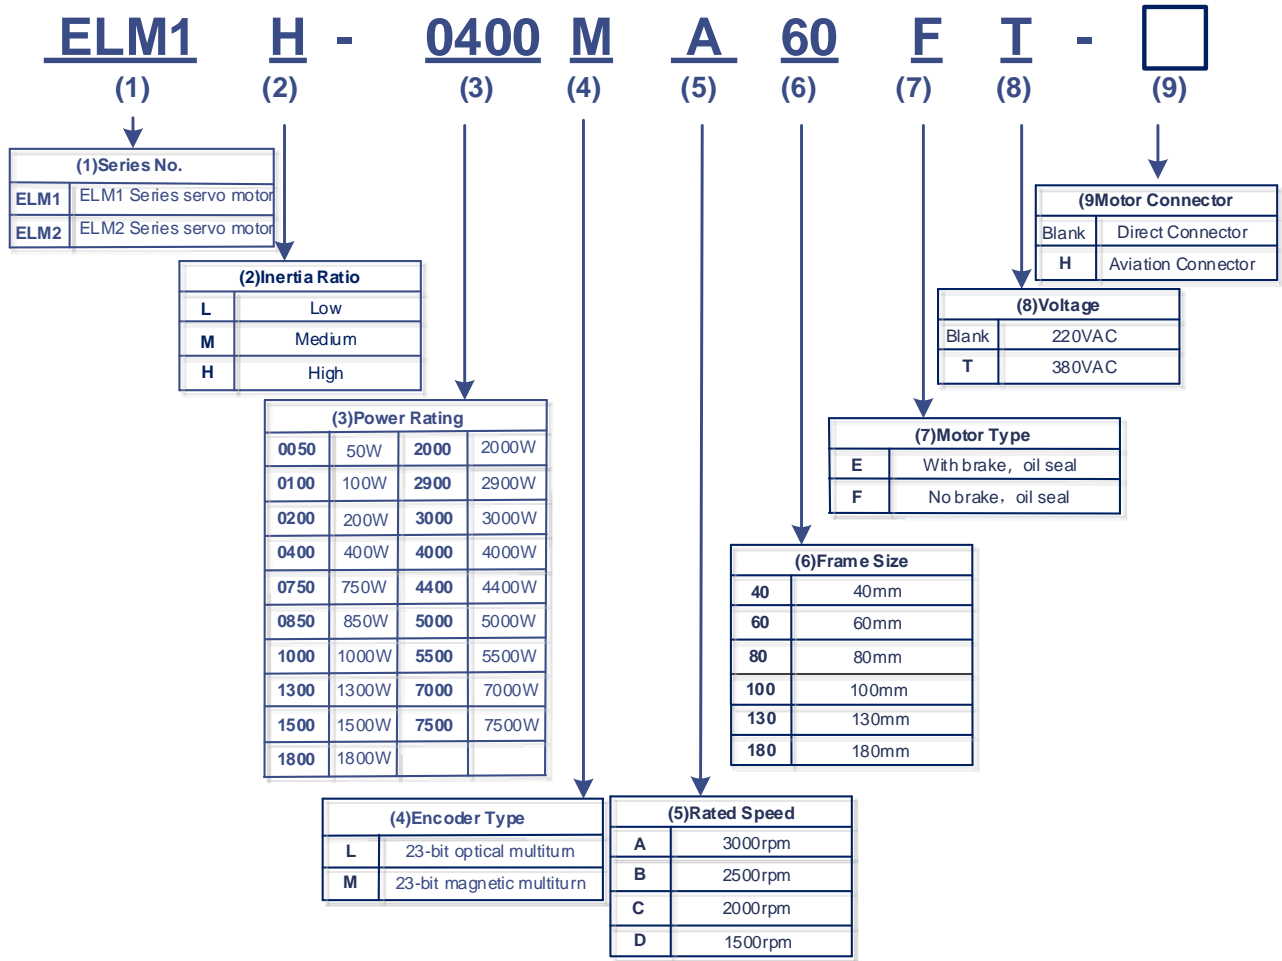 ELM1 H - 0400 M A 60 F T - 
(1) (2) (3) (4) (5) (6) (7) (8) (9)
(1)Series No.
ELM1 ELM1 Series servo motor
ELM2 ELM2 Series servo motor
(2)Inertia Ratio
L Low
M Medium
H High
(3)Power Rating
0050 50W 2000 2000W
0100 100W 2900 2900W
0200 200W 3000 3000W
0400 400W 4000 4000W
0750 750W 4400 4400W
0850 850W 5000 5000W
1000 1000W 5500 5500W
1300 1300W 7000 7000W
1500 1500W 7500 7500W
1800 1800W
(4)Encoder Type
L 23-bit optical multiturn
M 23-bit magnetic multiturn
(5)Rated Speed
A 3000rpm
B 2500rpm
C 2000rpm
D 1500rpm
(6)Frame Size
40 40mm
60 60mm
80 80mm
100 100mm
130 130mm
180 180mm
(7)Motor Type
E With brake, oil seal
F No brake, oil seal
(8)Voltage
Blank 220VAC
T 380VAC
(9Motor Connector
Blank Direct Connector
H Aviation Connector